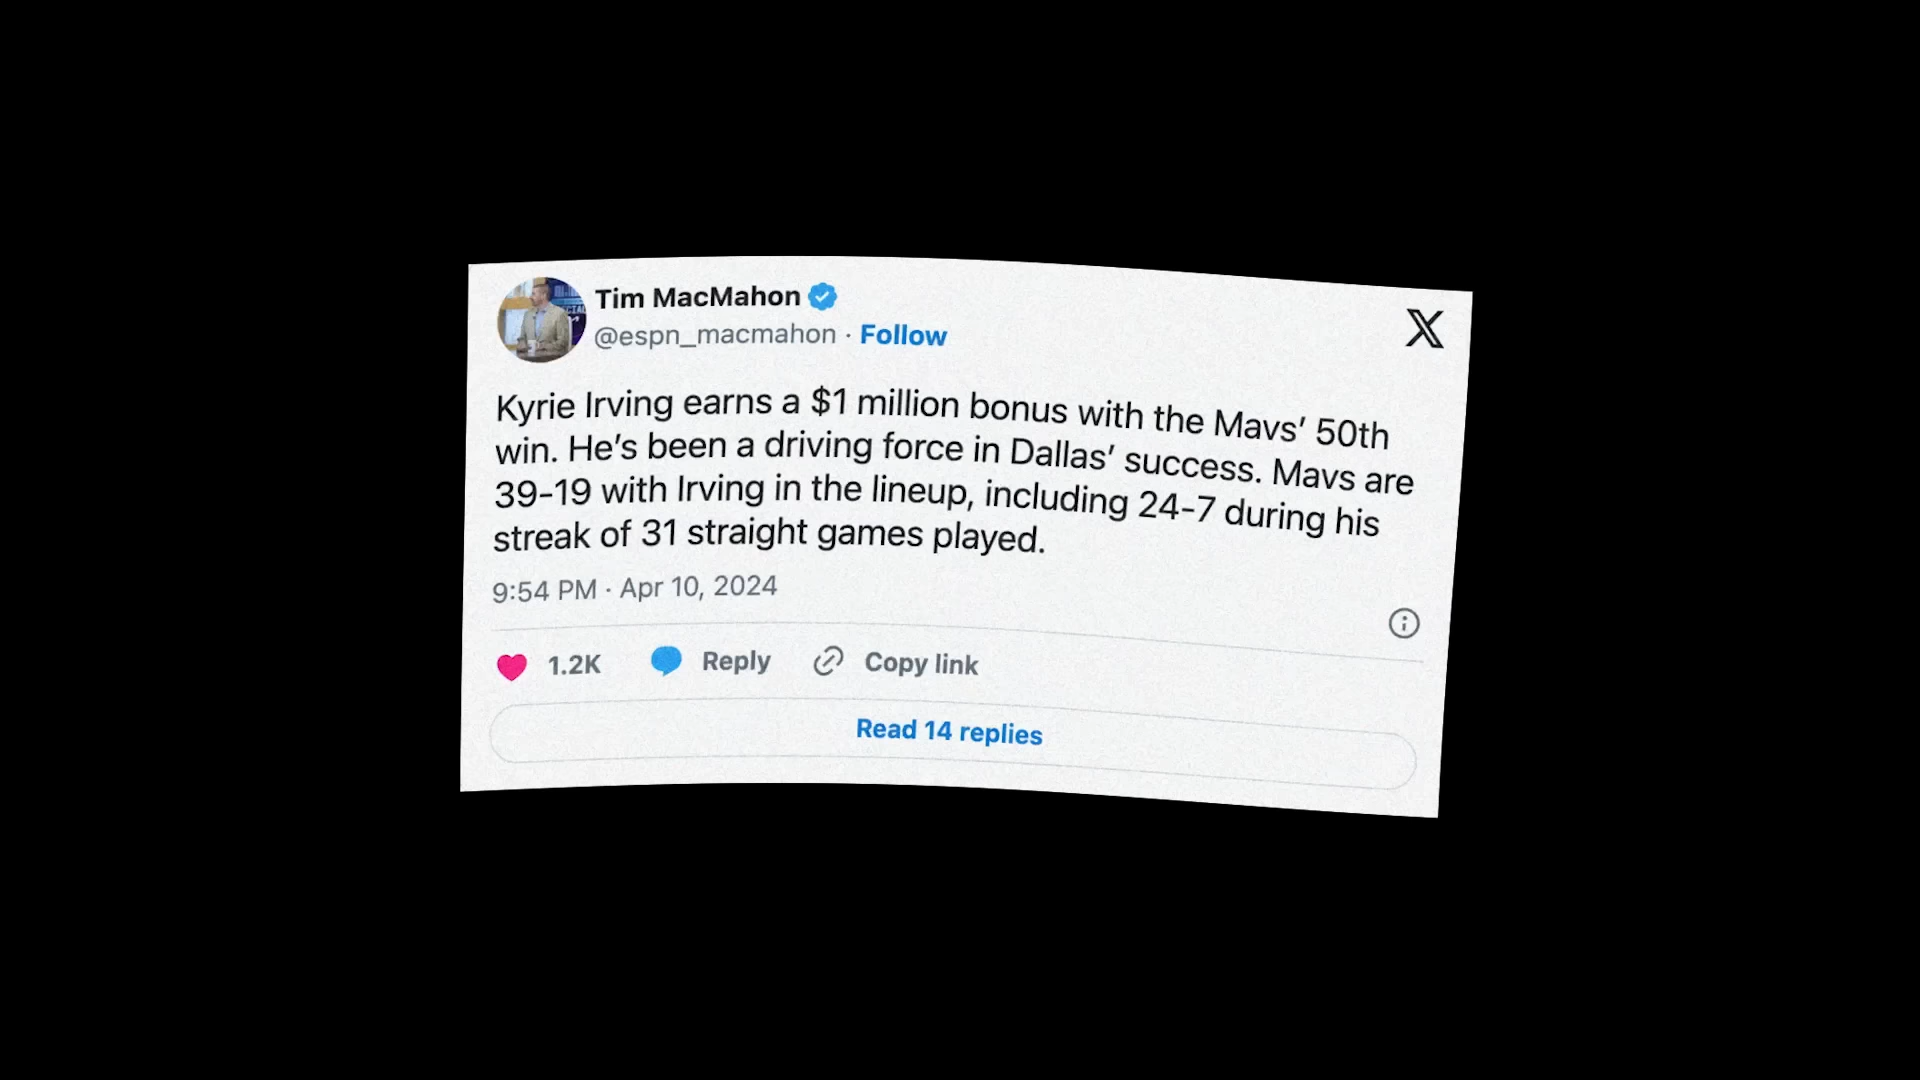 Tim MacMahon
@espn_macmahon · Follow
Kyrie Irving earns a $1 million bonus with the Mavs’ 50th
win. He’s been a driving force in Dallas’ success. Mavs are
39-19 with Irving in the lineup, including 24-7 during his
streak of 31 straight games played.
9:54 PM · Apr 10, 2024
1.2K Reply Copy link
Read 14 replies